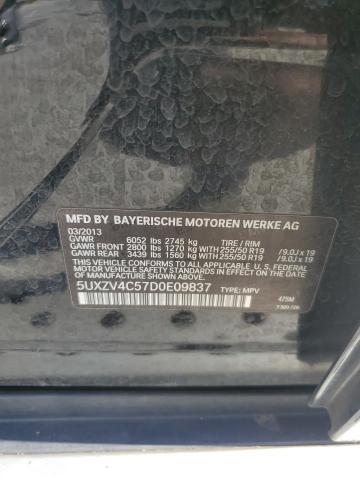 MFD BY BAYERISCHE MOTOREN WERKE AG
03/2013
GVWR 6052 lbs 2745 kg TIRE / RIM
GAWR FRONT 2800 lbs 1270 kg WITH 255/50 R19 / 9.0J x 19
GAWR REAR 3439 lbs 1560 kg WITH 255/50 R19 / 9.0J x 19
THIS VEHICLE CONFORMS TO ALL APPLICABLE U.S. FEDERAL
MOTOR VEHICLE SAFETY STANDARDS IN EFFECT ON THE
DATE OF MANUFACTURE SHOWN ABOVE.
5UXZV4C57D0E09837 TYPE: MPV 475M